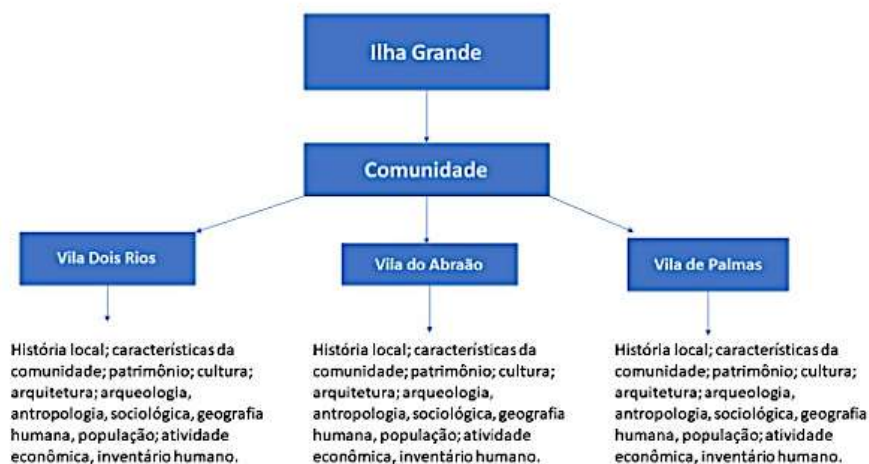 Ilha Grande
Comunidade
Vila Dois Rios
Vila do Abraão
Vila de Palmas
História local; características da
comunidade; patrimônio; cultura;
arquitetura; arqueologia,
antropologia, sociológica, geografia
humana, população; atividade
econômica, inventário humano.
História local; características da
comunidade; patrimônio; cultura;
arquitetura; arqueologia,
antropologia, sociológica, geografia
humana, população; atividade
econômica, inventário humano.
História local; características da
comunidade; patrimônio; cultura;
arquitetura; arqueologia,
antropologia, sociológica, geografia
humana, população; atividade
econômica, inventário humano.